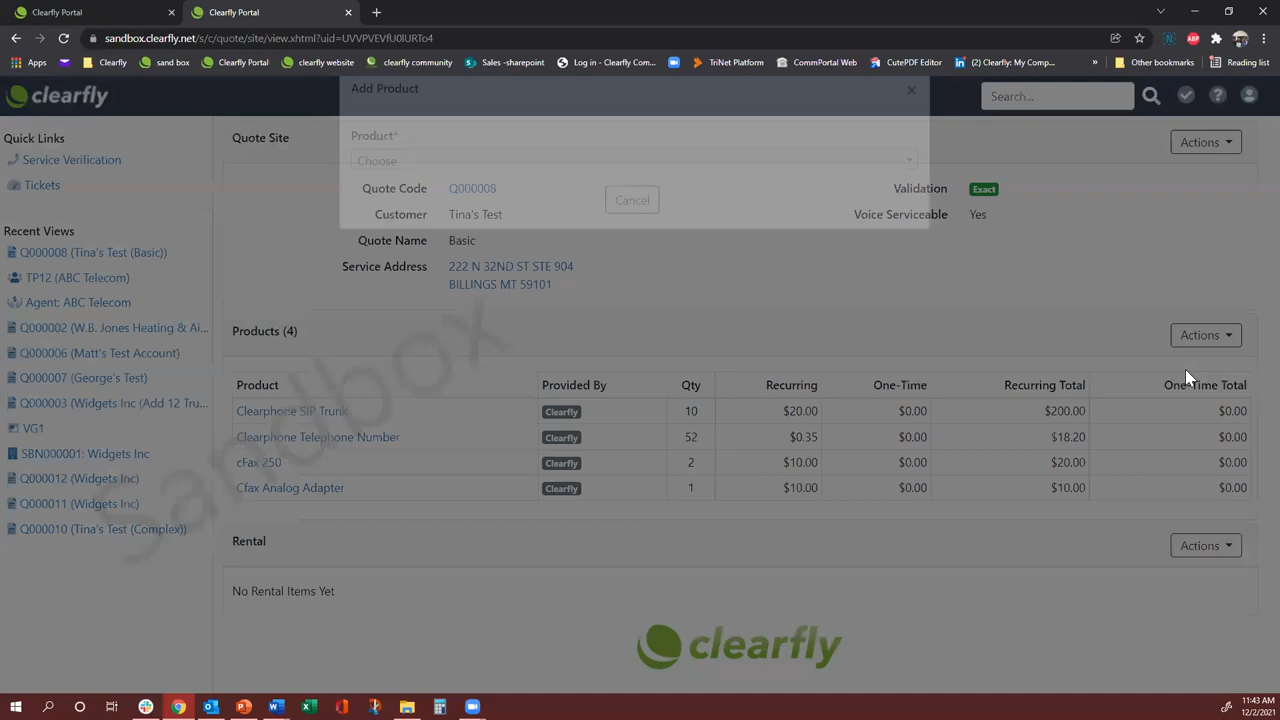 Clearfly Portal
Clearfly Portal
sandbox.clearfly.net/s/c/quote/site/view.xhtml?uid=UVVPVEVfU0lURTo4
Apps
Clearfly
sand box
Clearfly Portal
clearfly website
clearfly community
Sales -sharepoint
Log in - Clearfly Com...
TriNet Platform
CommPortal Web
CutePDF Editor
(2) Clearfly: My Comp...
»
Other bookmarks
Reading list
clearfly
Search...
Add Product
Product*
Choose
Cancel
Quick Links
Service Verification
Tickets
Recent Views
Q000008 (Tina's Test (Basic))
TP12 (ABC Telecom)
Agent: ABC Telecom
Q000002 (W.B. Jones Heating & Ai...
Q000006 (Matt's Test Account)
Q000007 (George's Test)
Q000003 (Widgets Inc (Add 12 Tru...
VG1
SBN000001: Widgets Inc
Q000012 (Widgets Inc)
Q000011 (Widgets Inc)
Q000010 (Tina's Test (Complex))
Quote Site
Actions
Quote Code Q000008
Validation Exact
Customer Tina's Test
Voice Serviceable Yes
Quote Name Basic
Service Address 222 N 32ND ST STE 904
BILLINGS MT 59101
Products (4)
Actions
Product Provided By Qty Recurring One-Time Recurring Total One-Time Total
Clearphone SIP Trunk Clearfly 10 $20.00 $0.00 $200.00 $0.00
Clearphone Telephone Number Clearfly 52 $0.35 $0.00 $18.20 $0.00
cFax 250 Clearfly 2 $10.00 $0.00 $20.00 $0.00
Cfax Analog Adapter Clearfly 1 $10.00 $0.00 $10.00 $0.00
Sandbox
Rental
Actions
No Rental Items Yet
clearfly
11:43 AM
12/2/2021